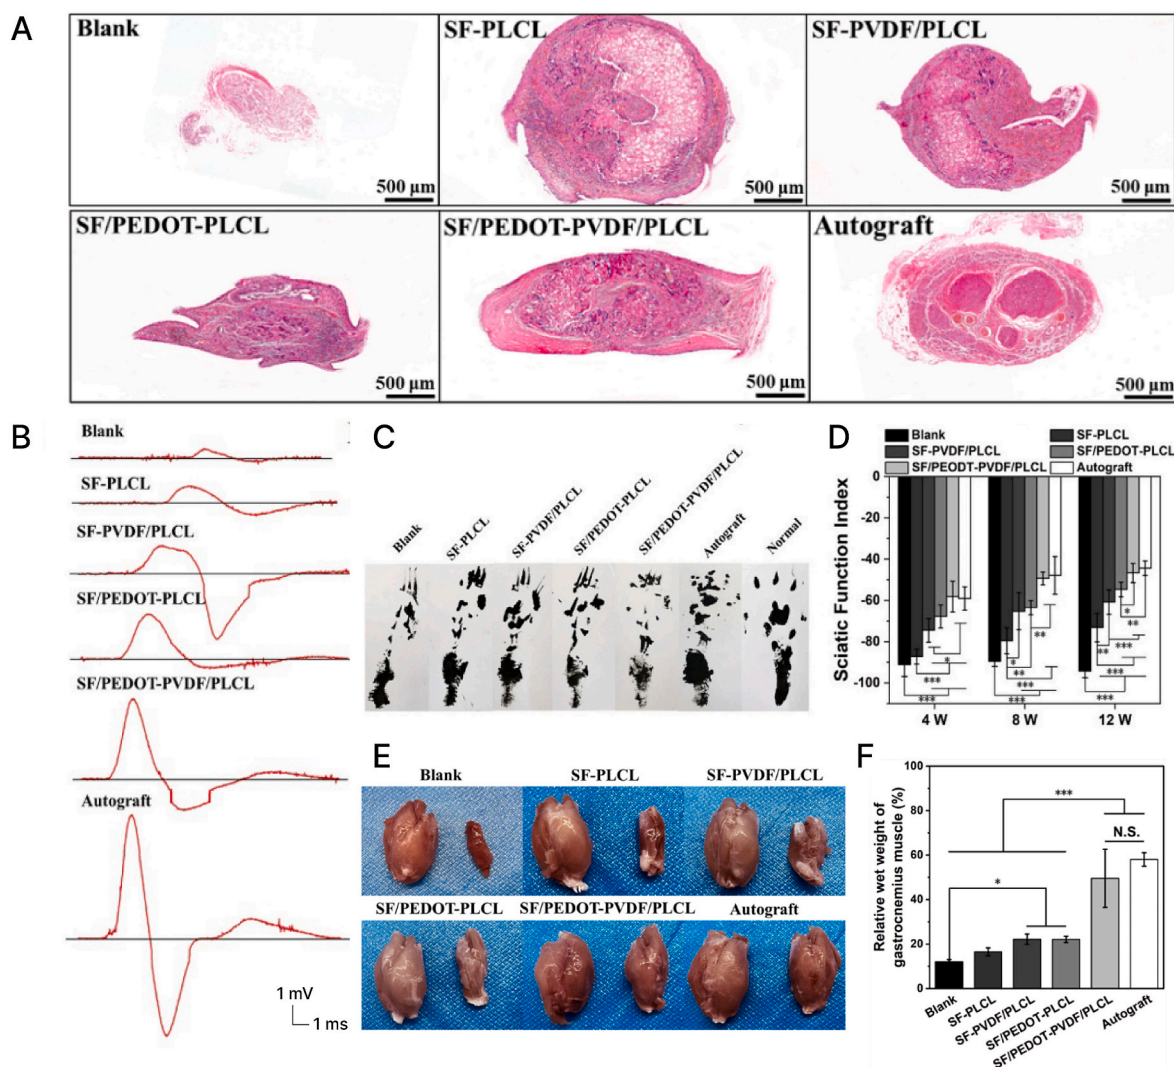 A
Blank
SF-PLCL
SF-PVDF/PLCL
500 µm
500 µm
500 µm
SF/PEDOT-PLCL
SF/PEDOT-PVDF/PLCL
Autograft
500 µm
500 µm
500 µm
B
Blank
SF-PLCL
SF-PVDF/PLCL
SF/PEDOT-PLCL
SF/PEDOT-PVDF/PLCL
Autograft
1 mV
1 ms
C
Blank
SF-PLCL
SF-PVDF/PLCL
SF/PEDOT-PLCL
SF/PEDOT-PVDF/PLCL
Autograft
Normal
D
Blank
SF-PLCL
SF-PVDF/PLCL
SF/PEDOT-PLCL
SF/PEODT-PVDF/PLCL
Autograft
Sciatic Function Index
0
-20
-40
-60
-80
-100
*
***
***
**
*
**
***
***
*
**
**
***
***
***
4 W
8 W
12 W
E
Blank
SF-PLCL
SF-PVDF/PLCL
SF/PEDOT-PLCL
SF/PEDOT-PVDF/PLCL
Autograft
F
Relative wet weight of
gastrocnemius muscle (%)
100
80
60
40
20
0
***
N.S.
*
Blank
SF-PLCL
SF-PVDF/PLCL
SF/PEDOT-PLCL
SF/PEDOT-PVDF/PLCL
Autograft